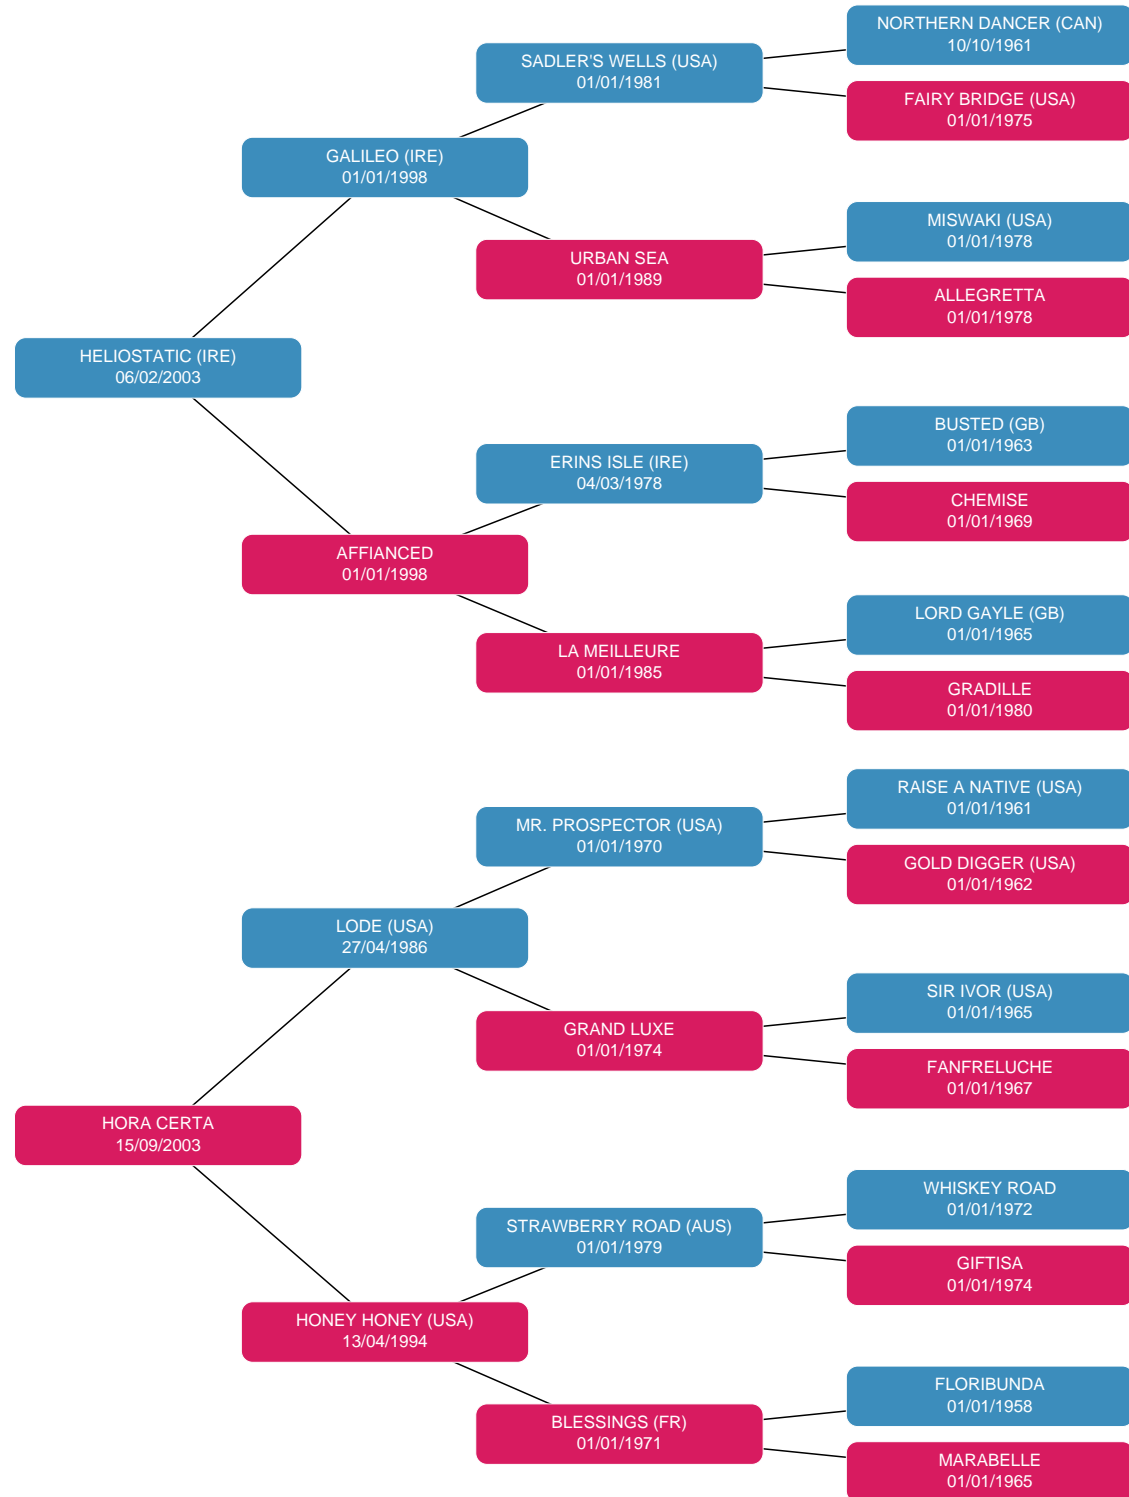 NORTHERN DANCER (CAN)
10/10/1961
SADLER'S WELLS (USA)
01/01/1981
FAIRY BRIDGE (USA)
01/01/1975
GALILEO (IRE)
01/01/1998
MISWAKI (USA)
01/01/1978
URBAN SEA
01/01/1989
ALLEGRETTA
01/01/1978
HELIOSTATIC (IRE)
06/02/2003
BUSTED (GB)
01/01/1963
ERINS ISLE (IRE)
04/03/1978
CHEMISE
01/01/1969
AFFIANCED
01/01/1998
LORD GAYLE (GB)
01/01/1965
LA MEILLEURE
01/01/1985
GRADILLE
01/01/1980
RAISE A NATIVE (USA)
01/01/1961
MR. PROSPECTOR (USA)
01/01/1970
GOLD DIGGER (USA)
01/01/1962
LODE (USA)
27/04/1986
SIR IVOR (USA)
01/01/1965
GRAND LUXE
01/01/1974
FANFRELUCHE
01/01/1967
HORA CERTA
15/09/2003
WHISKEY ROAD
01/01/1972
STRAWBERRY ROAD (AUS)
01/01/1979
GIFTISA
01/01/1974
HONEY HONEY (USA)
13/04/1994
FLORIBUNDA
01/01/1958
BLESSINGS (FR)
01/01/1971
MARABELLE
01/01/1965